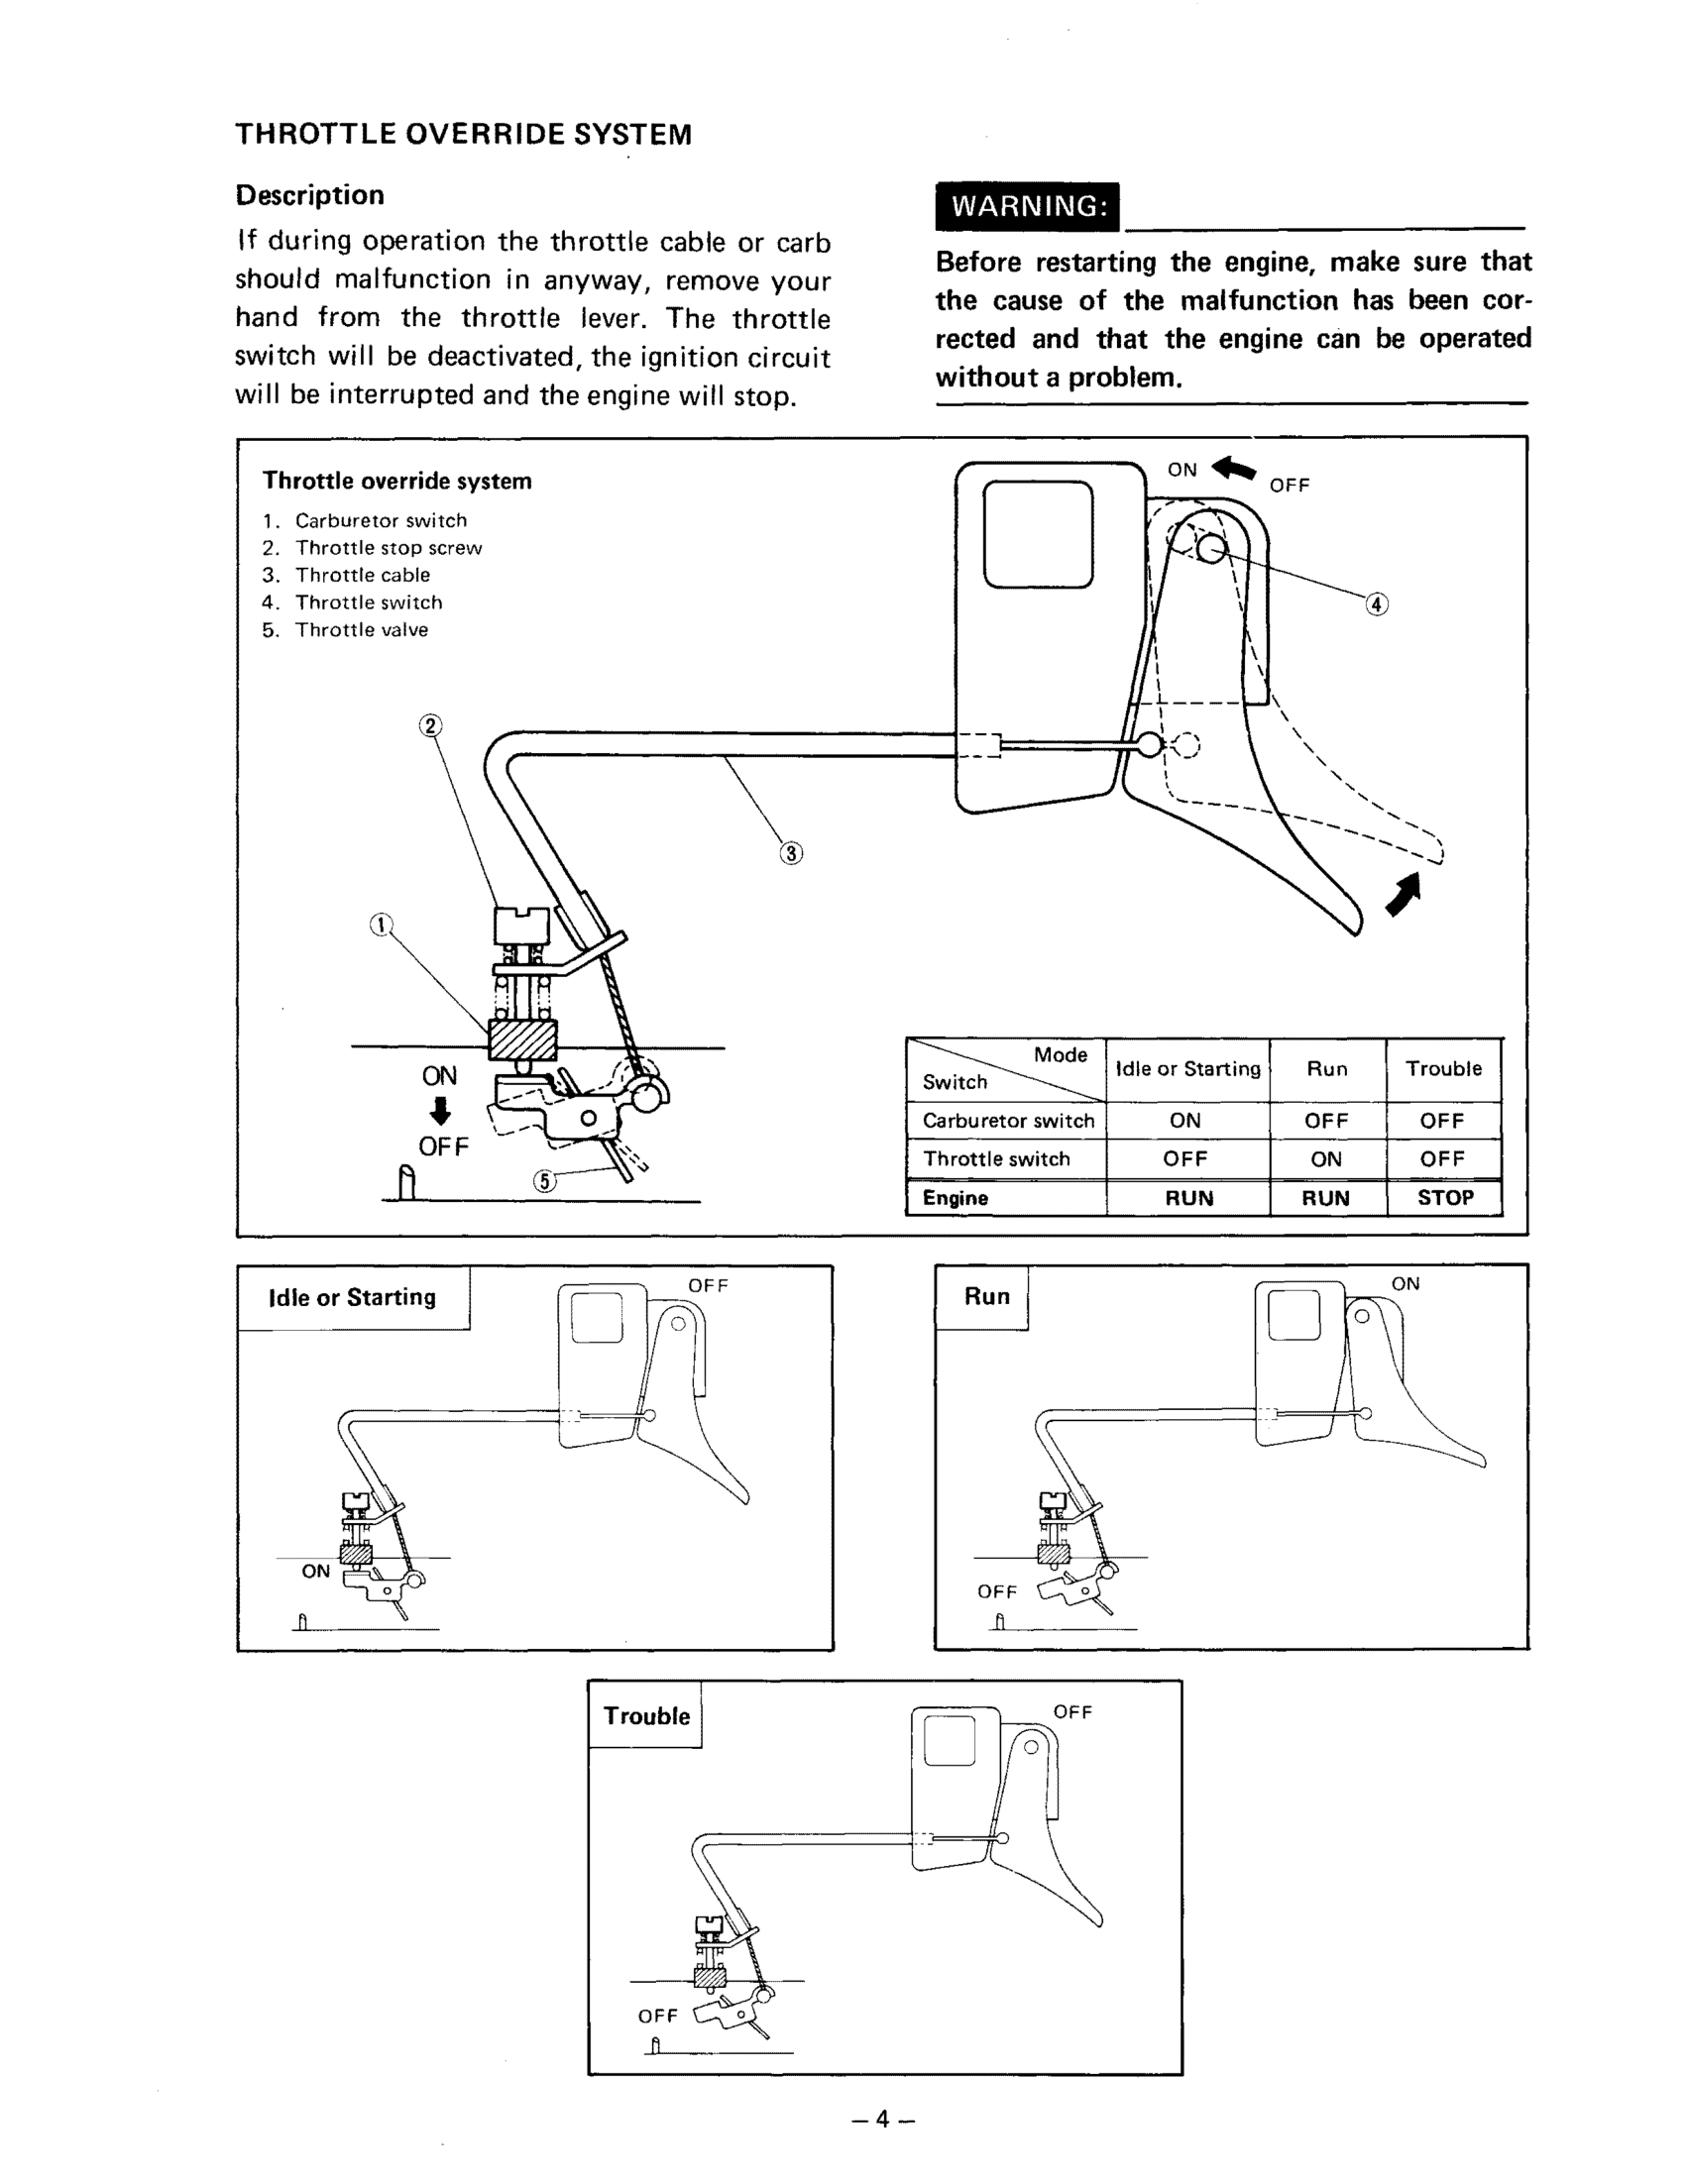 THROTTLE OVERRIDE SYSTEM
Description
If during operation the throttle cable or carb
should malfunction in anyway, remove your
hand from the throttle lever. The throttle
switch will be deactivated, the ignition circuit
will be interrupted and the engine will stop.
WARNING:
Before restarting the engine, make sure that
the cause of the malfunction has been cor-
rected and that the engine can be operated
without a problem.
Throttle override system
1. Carburetor switch
2. Throttle stop screw
3. Throttle cable
4. Throttle switch
5. Throttle valve
ON
OFF
4
2
3
1
ON
OFF
5
Mode
Switch
Idle or Starting Run Trouble
Carburetor switch ON OFF OFF
Throttle switch OFF ON OFF
Engine RUN RUN STOP
Idle or Starting
OFF
ON
Run
ON
OFF
Trouble
OFF
OFF
— 4 —